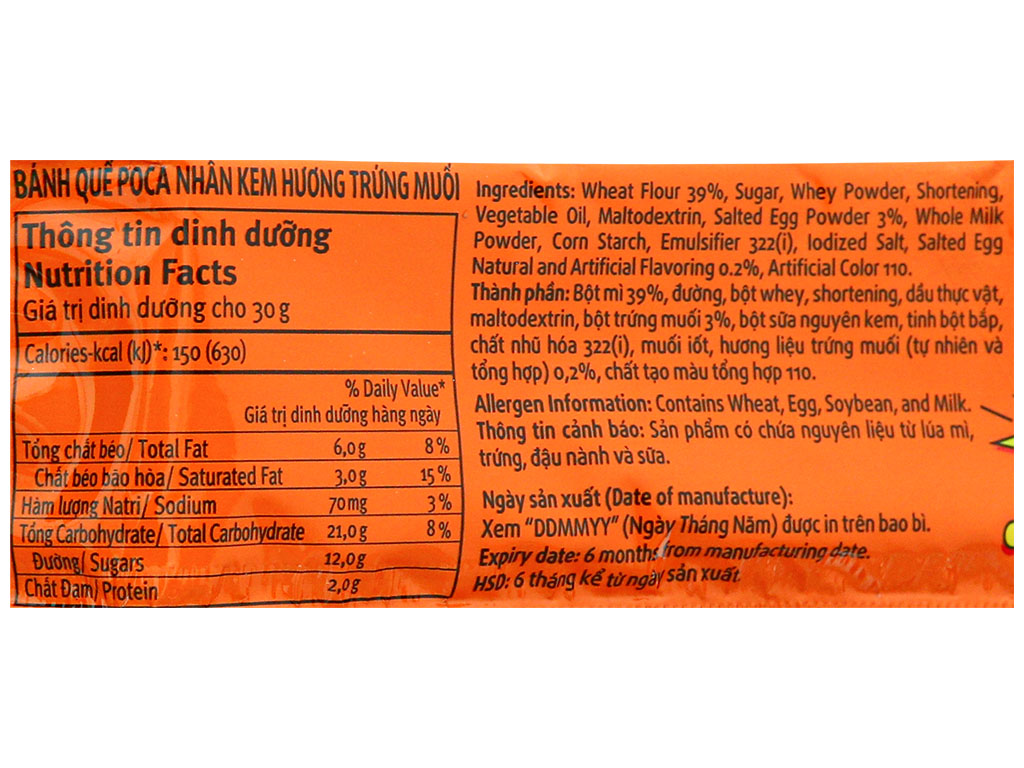 BÁNH QUẾ POCA NHÂN KEM HƯƠNG TRỨNG MUỐI
Thông tin dinh dưỡng
Nutrition Facts
Giá trị dinh dưỡng cho 30 g
Calories-kcal (kJ)*: 150 (630)
% Daily Value*
Giá trị dinh dưỡng hàng ngày
Tổng chất béo/ Total Fat 6,0 g 8%
Chất béo bão hòa/ Saturated Fat 3,0 g 15%
Hàm lượng Natri/ Sodium 70 mg 3%
Tổng Carbohydrate/ Total Carbohydrate 21,0 g 8%
Đường/ Sugars 12,0 g
Chất Đạm/ Protein 2,0 g
Ingredients: Wheat Flour 39%, Sugar, Whey Powder, Shortening,
Vegetable Oil, Maltodextrin, Salted Egg Powder 3%, Whole Milk
Powder, Corn Starch, Emulsifier 322(i), Iodized Salt, Salted Egg
Natural and Artificial Flavoring 0.2%, Artificial Color 110.
Thành phần: Bột mì 39%, đường, bột whey, shortening, dầu thực vật,
maltodextrin, bột trứng muối 3%, bột sữa nguyên kem, tinh bột bắp,
chất nhũ hóa 322(i), muối iốt, hương liệu trứng muối (tự nhiên và
tổng hợp) 0,2%, chất tạo màu tổng hợp 110.
Allergen Information: Contains Wheat, Egg, Soybean, and Milk.
Thông tin cảnh báo: Sản phẩm có chứa nguyên liệu từ lúa mì,
trứng, đậu nành và sữa.
Ngày sản xuất (Date of manufacture):
Xem "DDMMYY" (Ngày Tháng Năm) được in trên bao bì.
Expiry date: 6 months from manufacturing date.
HSD: 6 tháng kể từ ngày sản xuất.